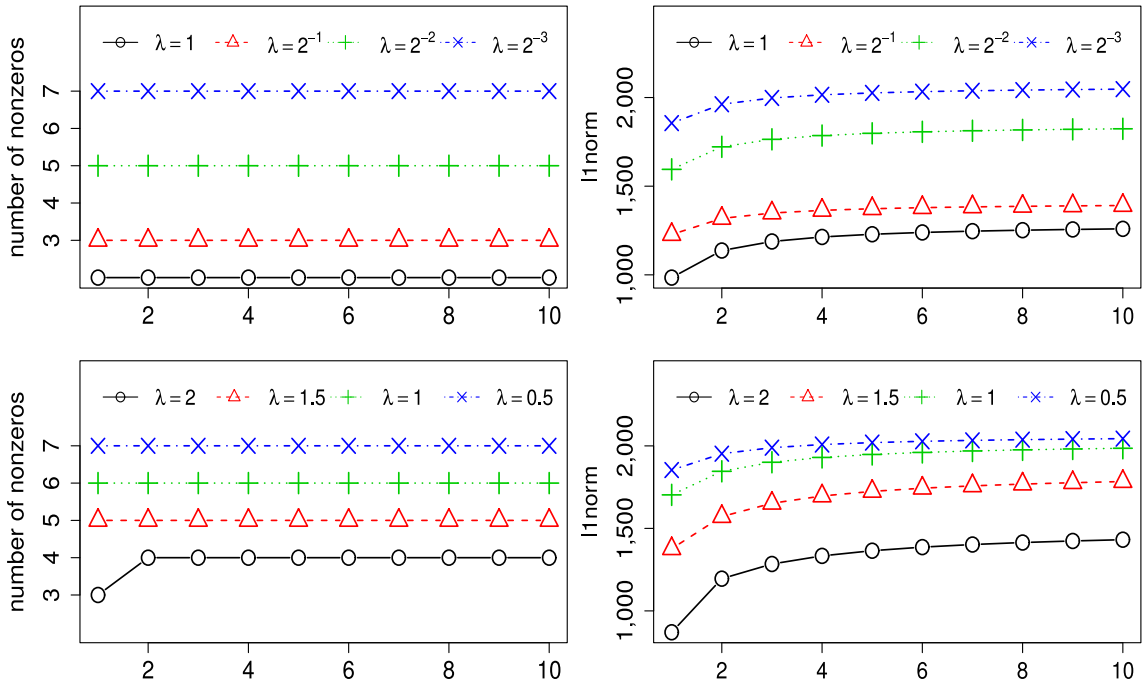 λ = 1 λ = 2⁻¹ λ = 2⁻² λ = 2⁻³
number of nonzeros
7
6
5
4
3
2 4 6 8 10
λ = 1 λ = 2⁻¹ λ = 2⁻² λ = 2⁻³
l1norm
2,000
1,500
1,000
2 4 6 8 10
λ = 2 λ = 1.5 λ = 1 λ = 0.5
number of nonzeros
7
6
5
4
3
2 4 6 8 10
λ = 2 λ = 1.5 λ = 1 λ = 0.5
l1norm
2,000
1,500
1,000
2 4 6 8 10